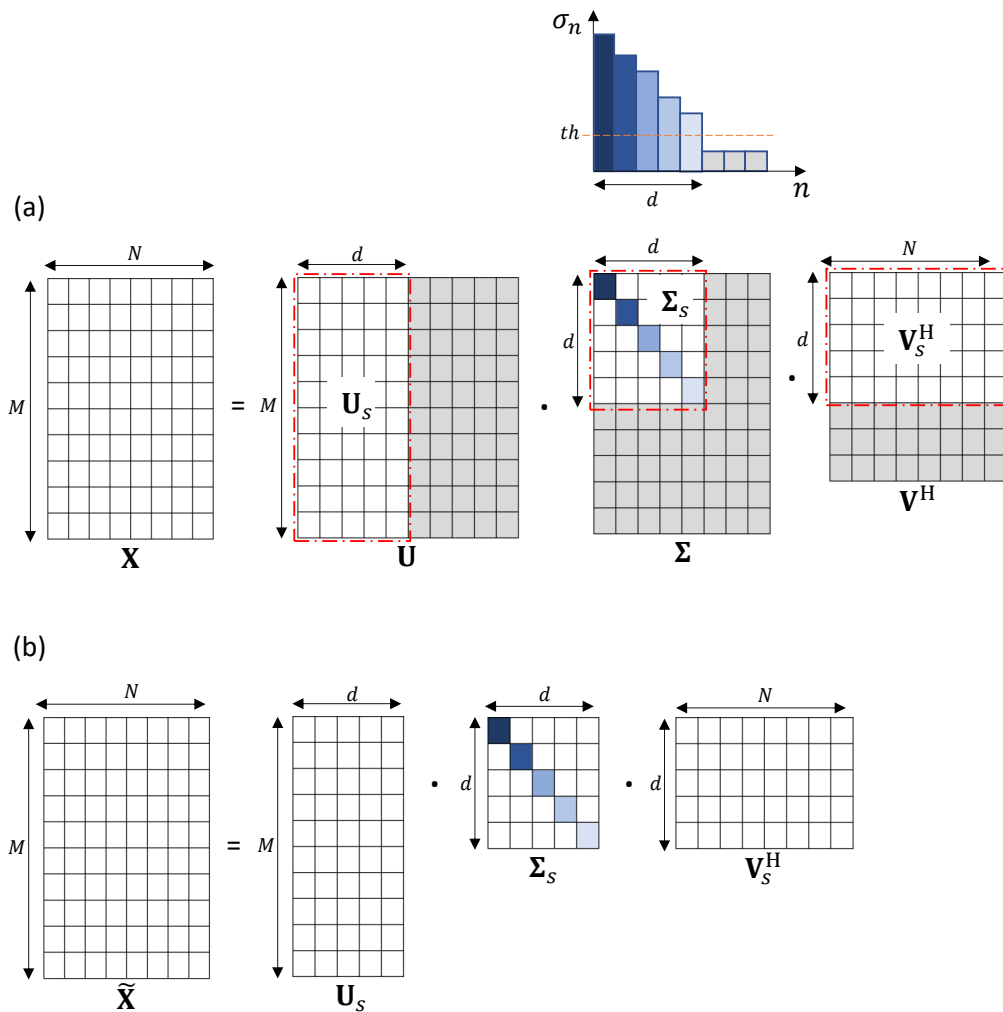 σₙ
th
d
n
(a)
N d d N
M = M 𝐔ₛ · d 𝚺ₛ · d 𝐕ₛᴴ
𝐗 𝐔 𝚺 𝐕ᴴ
(b)
N d d N
M = M · d · d
𝐗̃ 𝐔ₛ 𝚺ₛ 𝐕ₛᴴ